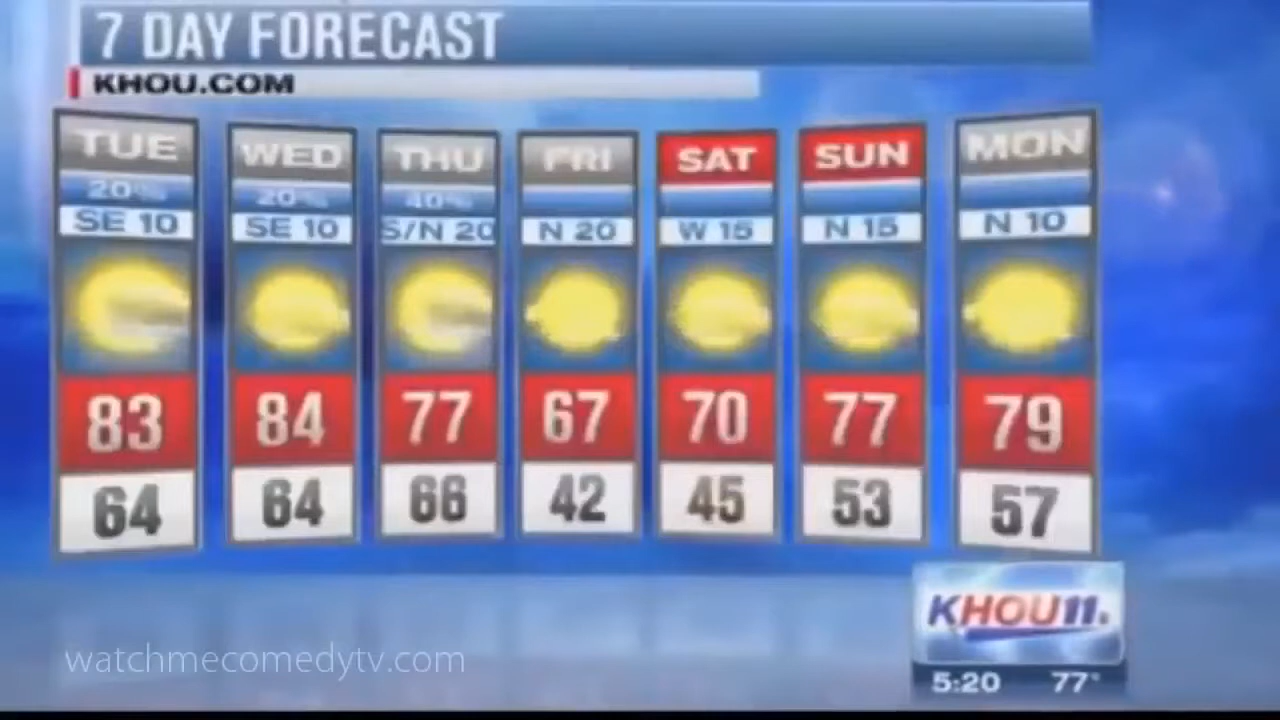 7 DAY FORECAST
KHOU.COM
TUE WED THU FRI SAT SUN MON
20% 20% 40%
SE 10 SE 10 S/N 20 N 20 W 15 N 15 N 10
83 84 77 67 70 77 79
64 64 66 42 45 53 57
KHOU11.
watchmecomedytv.com
5:20 77°